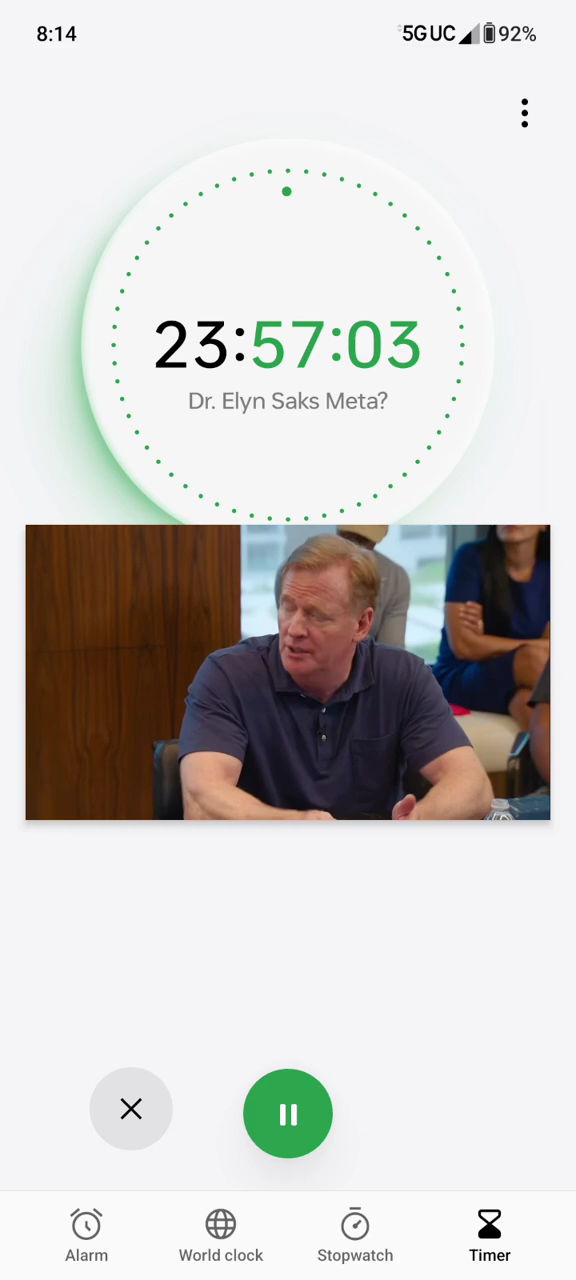 8:14
5G UC 92%
23:57:03
Dr. Elyn Saks Meta?
Alarm
World clock
Stopwatch
Timer